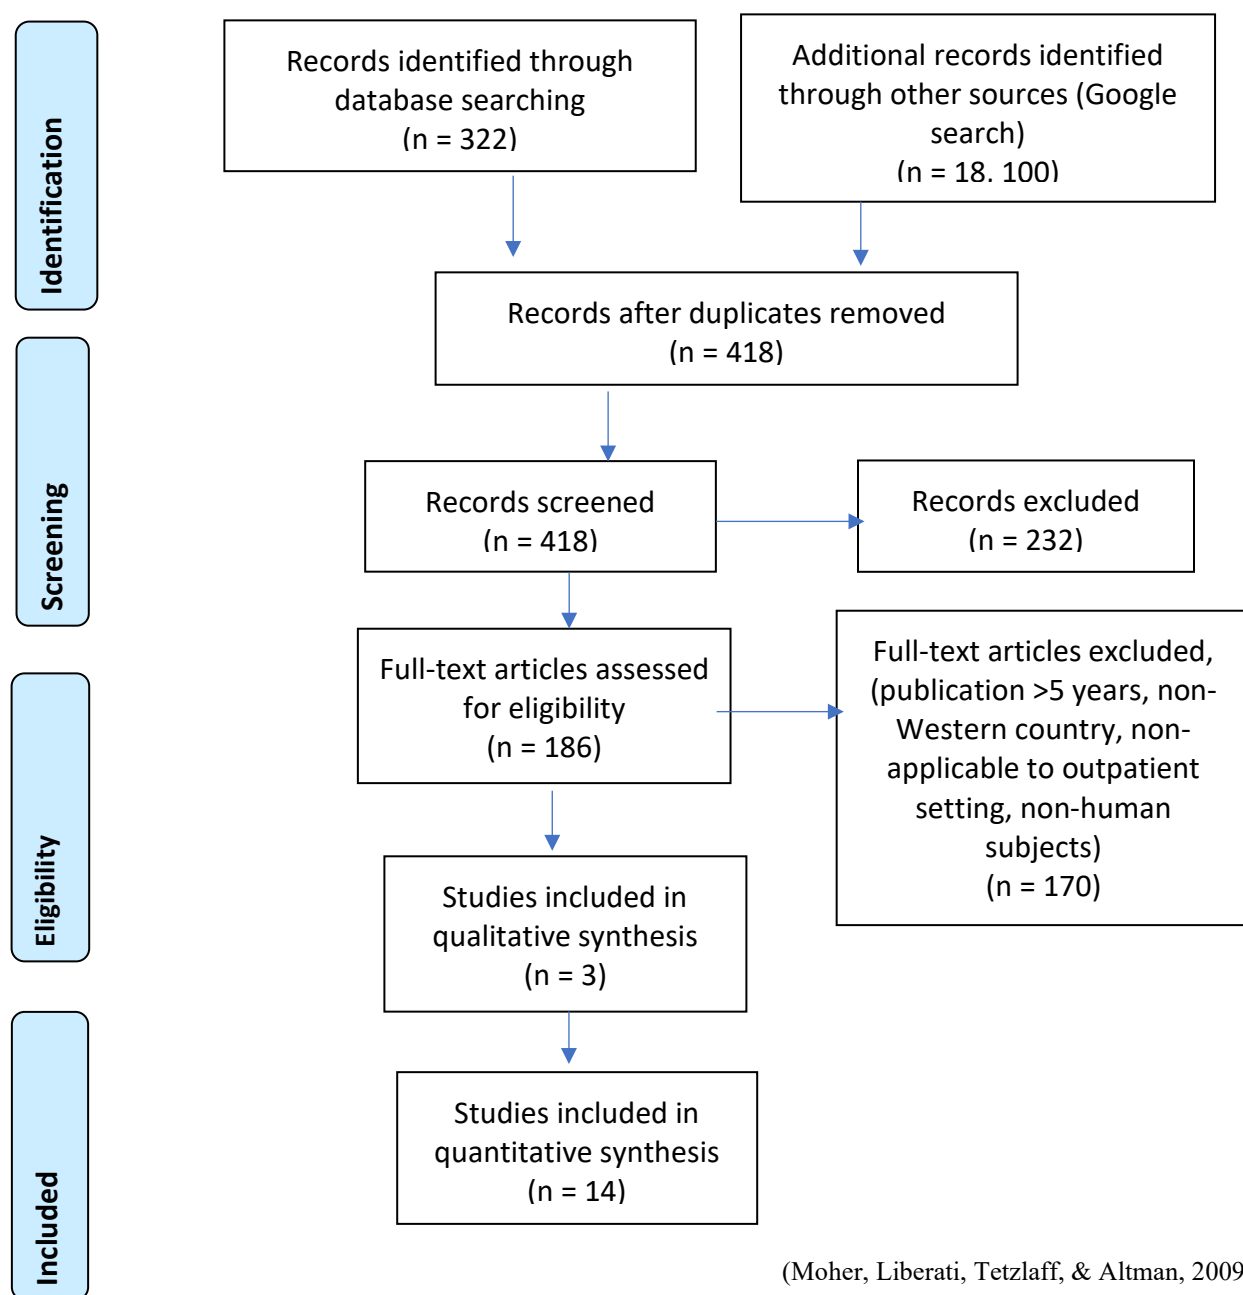 Identification
Records identified through
database searching
(n = 322)
Additional records identified
through other sources (Google
search)
(n = 18, 100)
Records after duplicates removed
(n = 418)
Screening
Records screened
(n = 418)
Records excluded
(n = 232)
Eligibility
Full-text articles assessed
for eligibility
(n = 186)
Full-text articles excluded,
(publication >5 years, non-
Western country, non-
applicable to outpatient
setting, non-human
subjects)
(n = 170)
Studies included in
qualitative synthesis
(n = 3)
Included
Studies included in
quantitative synthesis
(n = 14)
(Moher, Liberati, Tetzlaff, & Altman, 2009